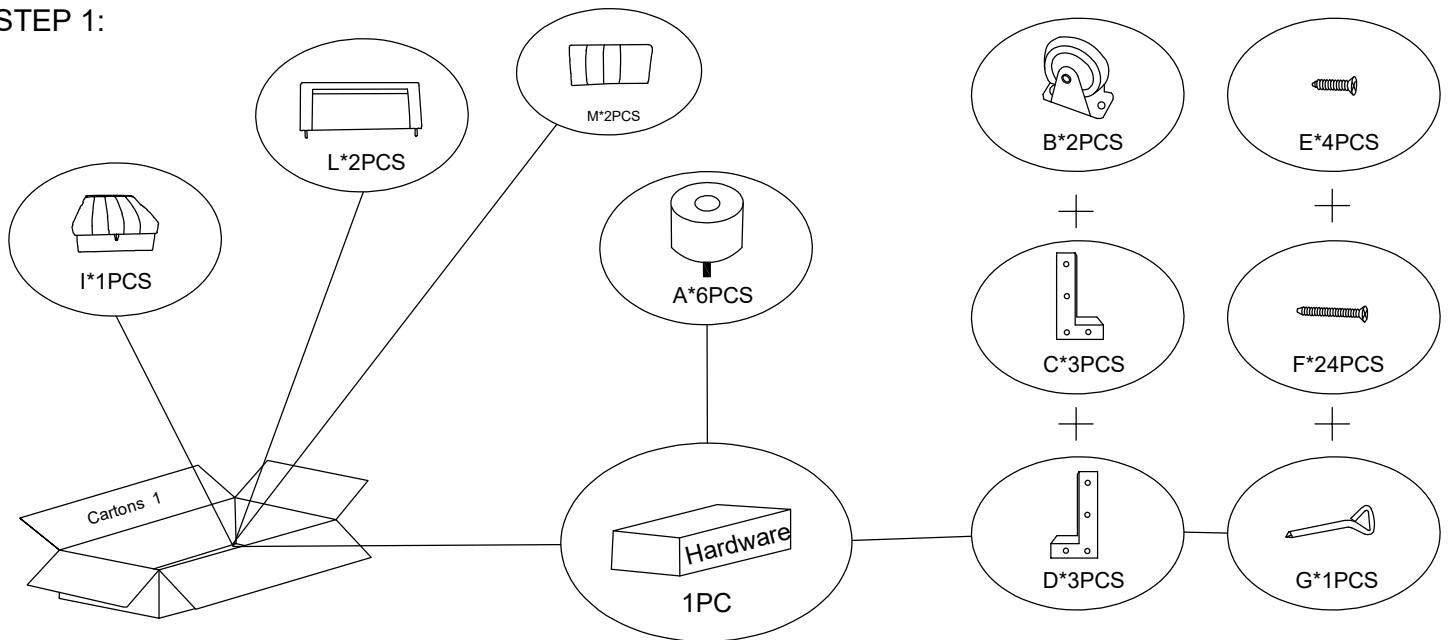 STEP 1:
M*2PCS
L*2PCS
I*1PCS
A*6PCS
B*2PCS
E*4PCS
C*3PCS
F*24PCS
Cartons 1
Hardware
1PC
D*3PCS
G*1PCS